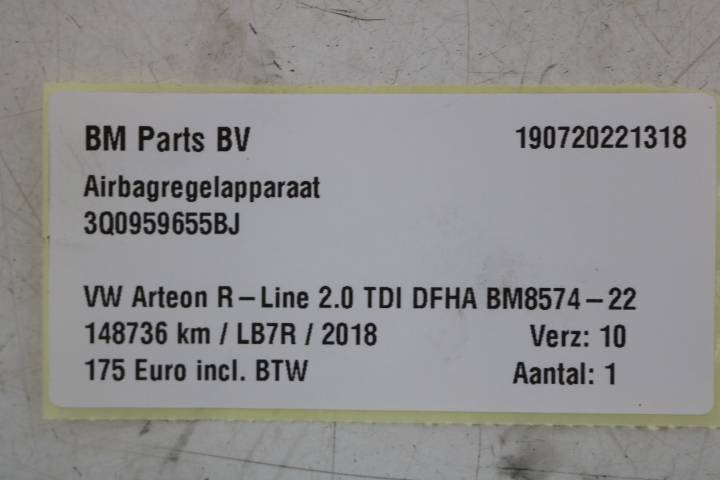 BM Parts BV 190720221318
Airbagregelapparaat
3Q0959655BJ
VW Arteon R-Line 2.0 TDI DFHA BM8574-22
148736 km / LB7R / 2018 Verz: 10
175 Euro incl. BTW Aantal: 1